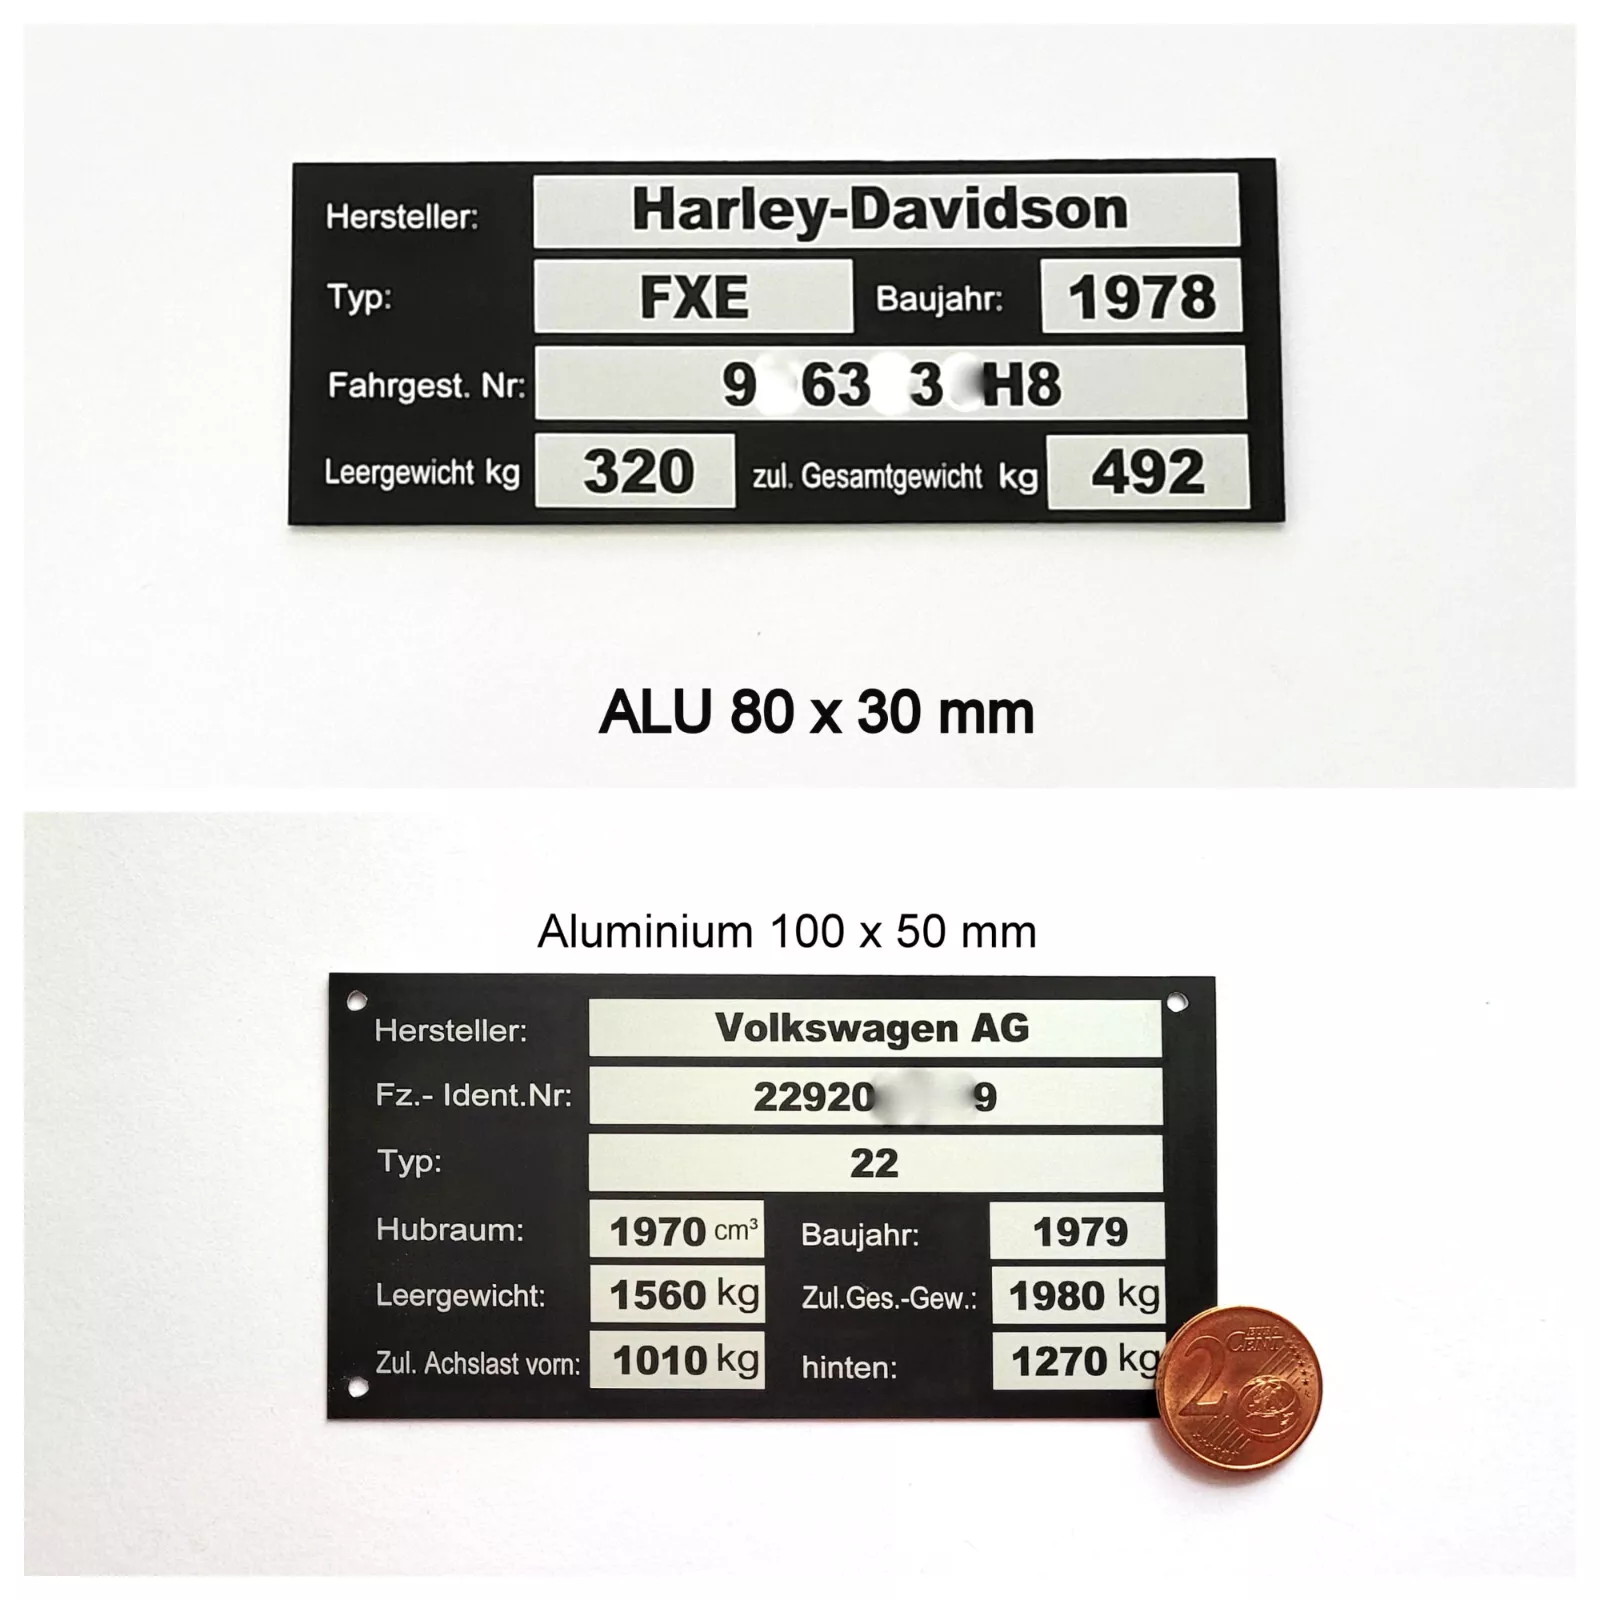 Hersteller: Harley-Davidson
Typ: FXE Baujahr: 1978
Fahrgest. Nr: 9 63 3 H8
Leergewicht kg 320 zul. Gesamtgewicht kg 492
ALU 80 x 30 mm
Aluminium 100 x 50 mm
Hersteller: Volkswagen AG
Fz.- Ident.Nr: 22920 9
Typ: 22
Hubraum: 1970 cm³ Baujahr: 1979
Leergewicht: 1560 kg Zul.Ges.-Gew.: 1980 kg
Zul. Achslast vorn: 1010 kg hinten: 1270 kg
2 EURO
CENT